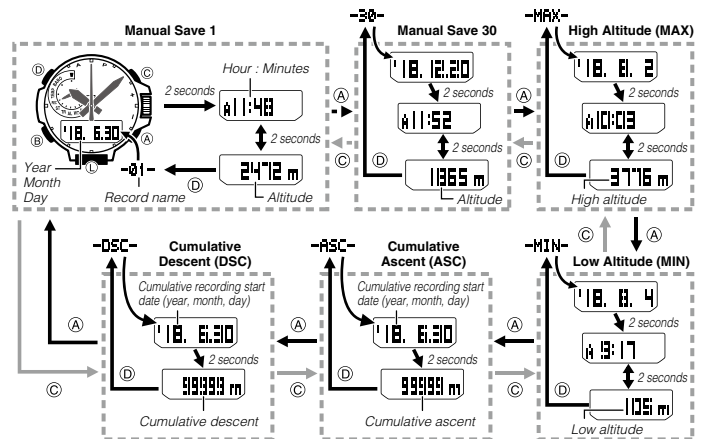 Manual Save 1
-30-
Manual Save 30
-MAX-
High Altitude (MAX)
Hour : Minutes
2 seconds
A11:48
2 seconds
2472 m
Altitude
'18. 6.30
Year
Month
Day
-01-
Record name
D
C
B
A
L
D
A
C
'18. 12.20
2 seconds
A11:52
2 seconds
D
1365 m
Altitude
A
C
'18. 8. 2
2 seconds
A10:03
2 seconds
D
3776 m
High altitude
C
A
-DSC-
Cumulative
Descent (DSC)
Cumulative recording start
date (year, month, day)
'18. 6.30
2 seconds
D
99999 m
Cumulative descent
A
C
-ASC-
Cumulative
Ascent (ASC)
Cumulative recording start
date (year, month, day)
'18. 6.30
2 seconds
D
99999 m
Cumulative ascent
A
C
-MIN-
Low Altitude (MIN)
'18. 8. 4
2 seconds
2 seconds
D
Low altitude
A
C